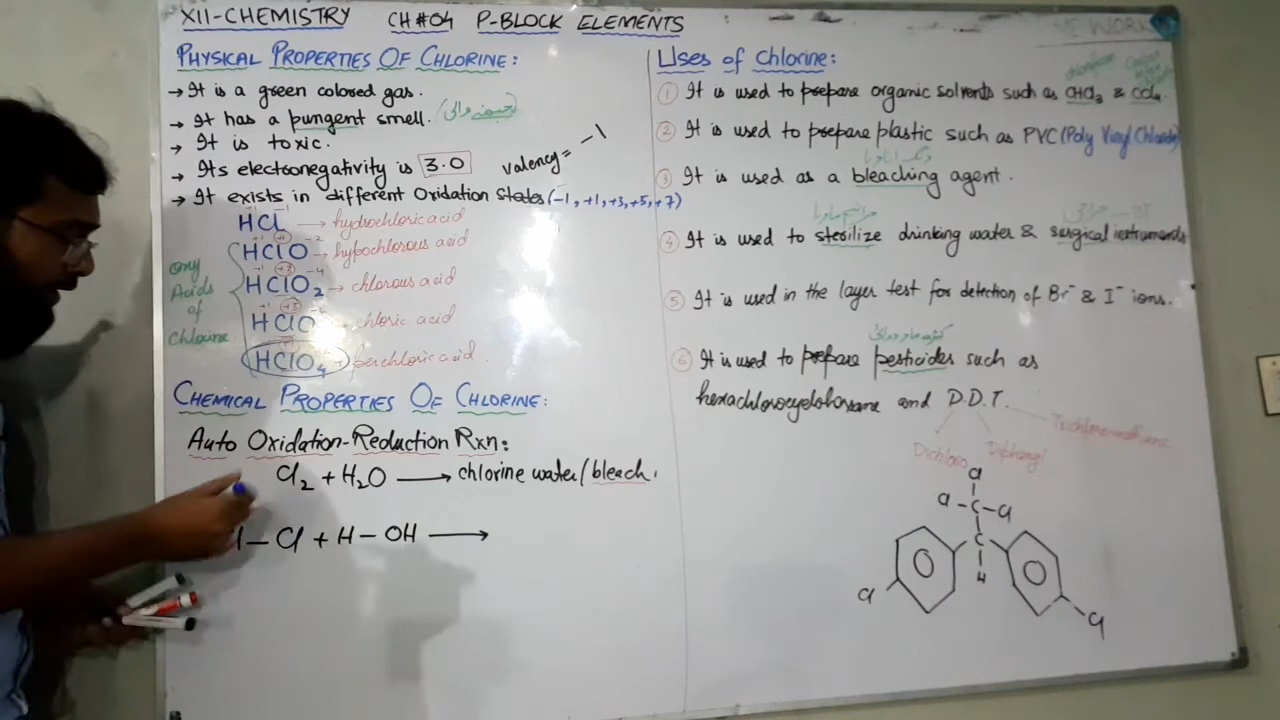 XII-CHEMISTRY CH#04 P-BLOCK ELEMENTS
PHYSICAL PROPERTIES OF CHLORINE:
→ It is a green colored gas.
→ It has a pungent smell.
→ It is toxic.
→ Its electronegativity is 3.0 valency = -1
→ It exists in different Oxidation States (-1, +1, +3, +5, +7)
HCl → hydrochloric acid
HClO → hypochlorous acid
HClO2 → chlorous acid
HClO → chloric acid
HClO4 → perchloric acid
Oxy Acids of Chlorine
CHEMICAL PROPERTIES OF CHLORINE:
Auto Oxidation-Reduction Rxn:
Cl2 + H2O → chlorine water/bleach.
— Cl + H — OH →
WORK
Uses of Chlorine:
① It is used to prepare organic solvents such as CHCl3 & CCl4.
② It is used to prepare plastic such as PVC (Poly Vinyl Chloride)
③ It is used as a bleaching agent.
④ It is used to sterilize drinking water & surgical instruments
⑤ It is used in the layer test for detection of Br⁻ & I⁻ ions.
⑥ It is used to prepare pesticides such as
hexachlorocyclohexane and D.D.T.
Dichloro Diphenyl Trichloromethane
Cl
Cl - C - Cl
C
H
Cl
Cl